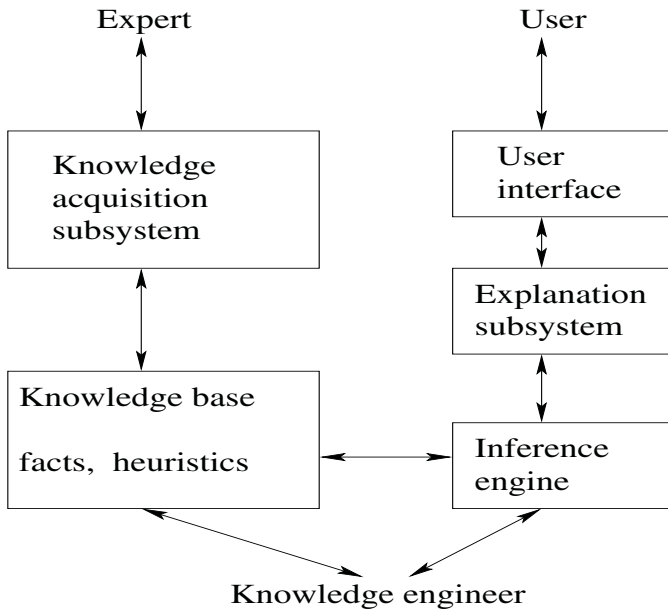 Expert
User
Knowledge
acquisition
subsystem
User
interface
Explanation
subsystem
Knowledge base
facts, heuristics
Inference
engine
Knowledge engineer